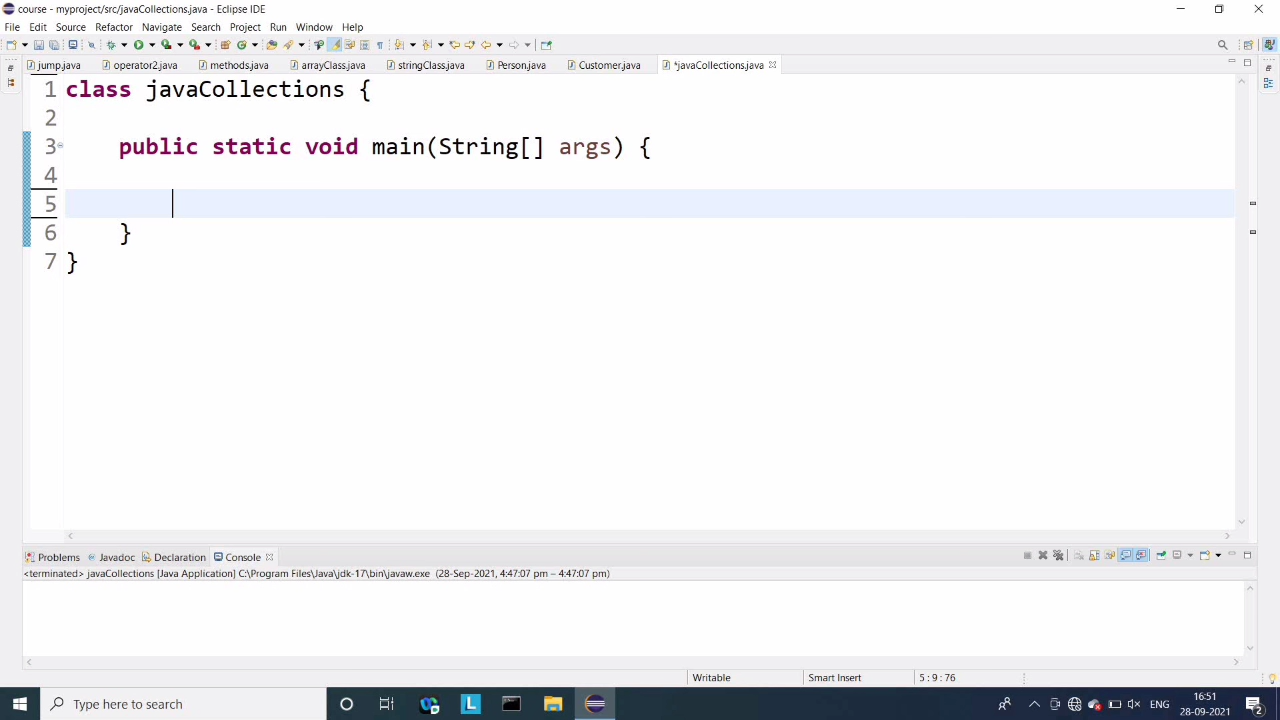 course - myproject/src/javaCollections.java - Eclipse IDE
File Edit Source Refactor Navigate Search Project Run Window Help
jump.java operator2.java methods.java arrayClass.java stringClass.java Person.java Customer.java *javaCollections.java
1 class javaCollections {
2
3 public static void main(String[] args) {
4
5
6 }
7 }
Problems Javadoc Declaration Console
<terminated> javaCollections [Java Application] C:\Program Files\Java\jdk-17\bin\javaw.exe (28-Sep-2021, 4:47:07 pm – 4:47:07 pm)
Writable Smart Insert 5 : 9 : 76
Type here to search
L
ENG
16:51
28-09-2021
2